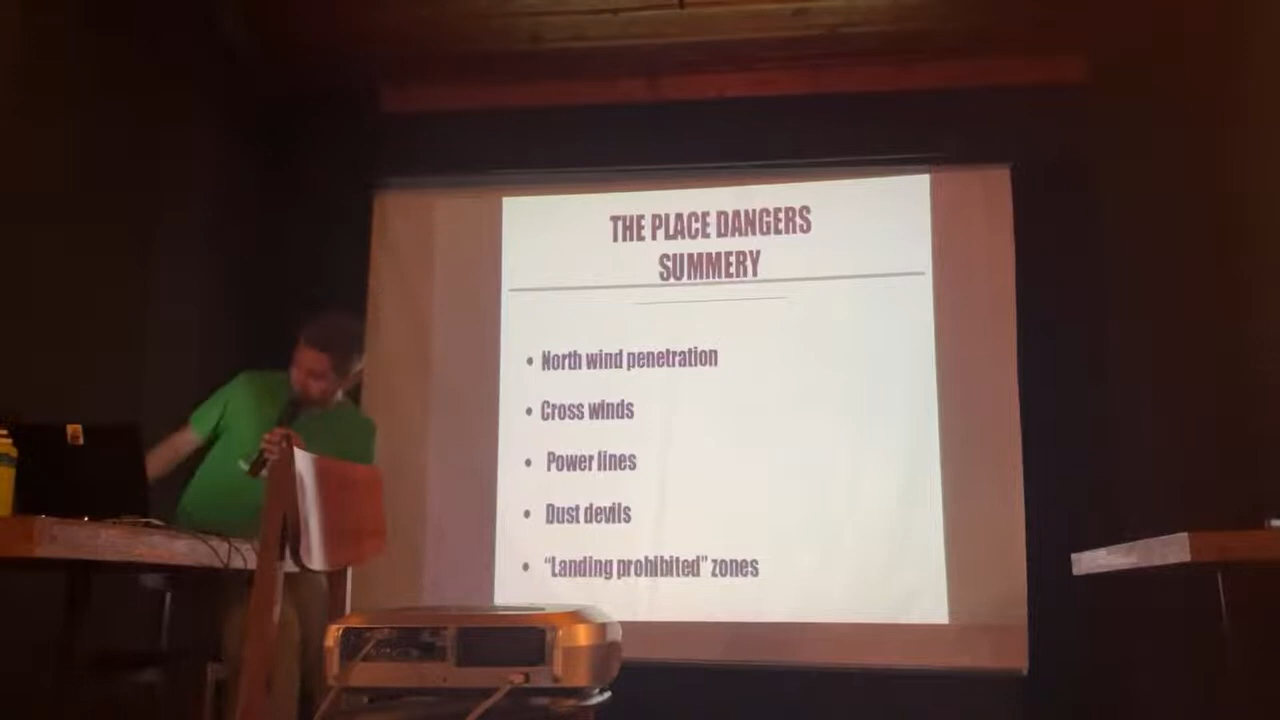 THE PLACE DANGERS
SUMMERY
• North wind penetration
• Cross winds
• Power lines
• Dust devils
• “Landing prohibited” zones